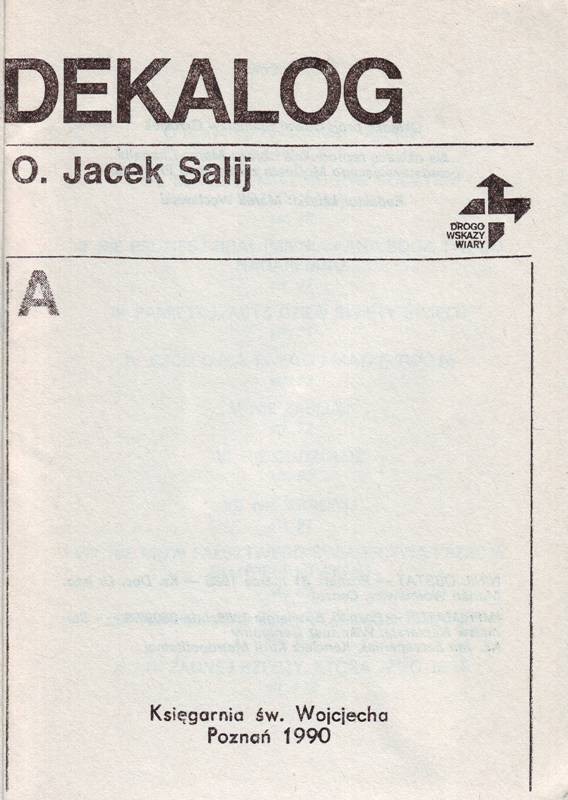 DEKALOG
O. Jacek Salij
DROGO
WSKAZY
WIARY
A
Księgarnia św. Wojciecha
Poznań 1990